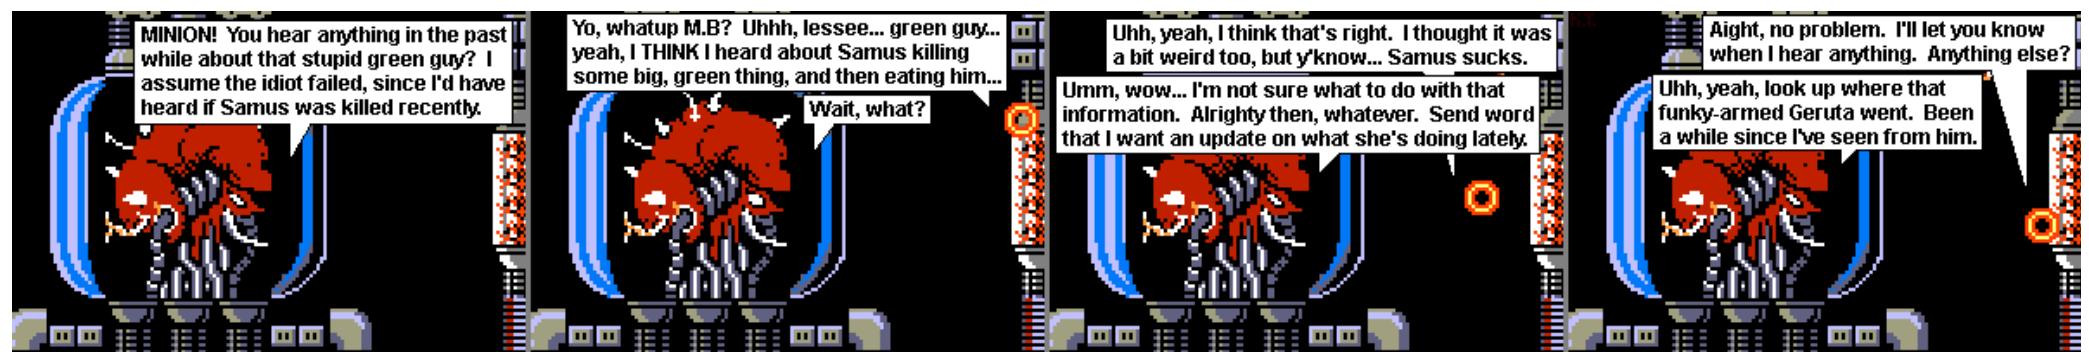 MINION!  You hear anything in the past
while about that stupid green guy?  I
assume the idiot failed, since I'd have
heard if Samus was killed recently.
Yo, whatup M.B?  Uhhh, lessee... green guy...
yeah, I THINK I heard about Samus killing
some big, green thing, and then eating him...
Wait, what?
Uhh, yeah, I think that's right.  I thought it was
a bit weird too, but y'know... Samus sucks.
Umm, wow... I'm not sure what to do with that
information.  Alrighty then, whatever.  Send word
that I want an update on what she's doing lately.
Aight, no problem.  I'll let you know
when I hear anything.  Anything else?
Uhh, yeah, look up where that
funky-armed Geruta went.  Been
a while since I've seen from him.